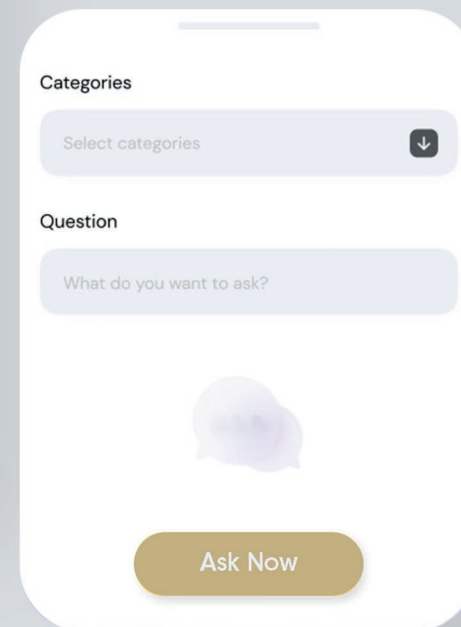 Categories
Select categories
Question
What do you want to ask?
Ask Now